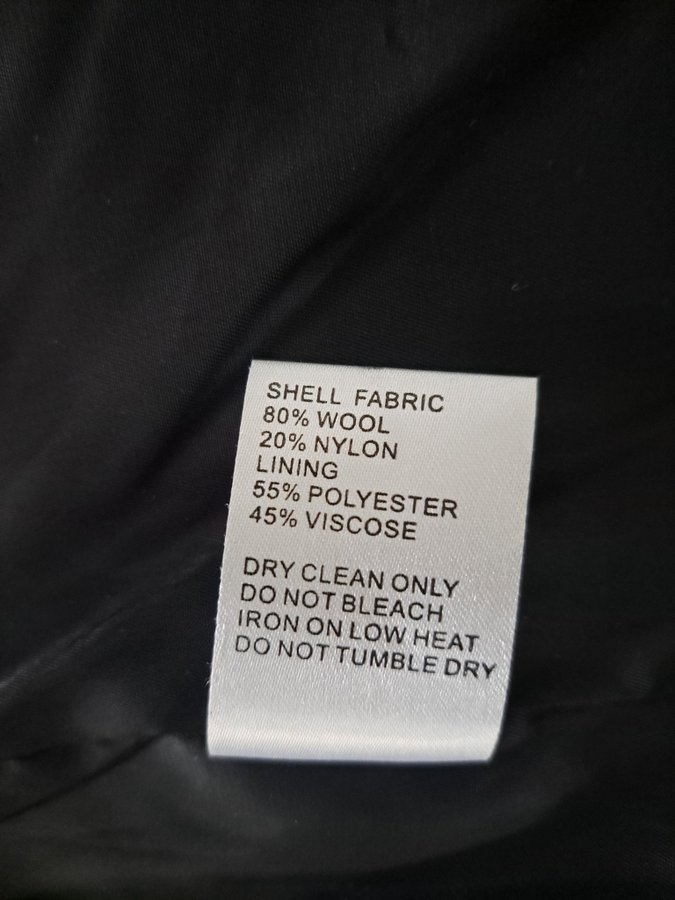 SHELL FABRIC
80% WOOL
20% NYLON
LINING
55% POLYESTER
45% VISCOSE
DRY CLEAN ONLY
DO NOT BLEACH
IRON ON LOW HEAT
DO NOT TUMBLE DRY